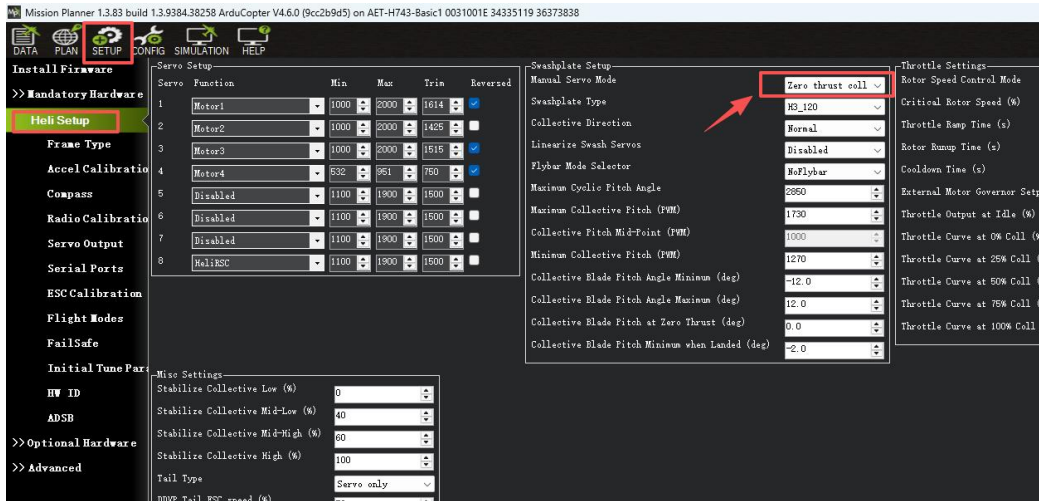 Mission Planner 1.3.83 build 1.3.9384.38258 ArduCopter V4.6.0 (9cc2b9d5) on AET-H743-Basic1 0031001E 34335119 36373838
DATA PLAN SETUP CONFIG SIMULATION HELP
Install Firmware
>> Mandatory Hardware
Heli Setup
Frame Type
Accel Calibratio
Compass
Radio Calibratio
Servo Output
Serial Ports
ESC Calibration
Flight Modes
FailSafe
Initial Tune Par
HW ID
ADSB
>> Optional Hardware
>> Advanced
Servo Setup
Servo Function Min Max Trim Reversed
1 Motor1 1000 2000 1614
2 Motor2 1000 2000 1425
3 Motor3 1000 2000 1515
4 Motor4 532 951 750
5 Disabled 1100 1900 1500
6 Disabled 1100 1900 1500
7 Disabled 1100 1900 1500
8 HeliRSC 1100 1900 1500
Misc Settings
Stabilize Collective Low (%) 0
Stabilize Collective Mid-Low (%) 40
Stabilize Collective Mid-High (%) 60
Stabilize Collective High (%) 100
Tail Type Servo only
DDVP Tail ESC speed (%)
Swashplate Setup
Manual Servo Mode Zero thrust coll
Swashplate Type H3_120
Collective Direction Normal
Linearize Swash Servos Disabled
Flybar Mode Selector NoFlybar
Maximum Cyclic Pitch Angle 2850
Maximum Collective Pitch (PWM) 1730
Collective Pitch Mid-Point (PWM) 1000
Minimum Collective Pitch (PWM) 1270
Collective Blade Pitch Angle Minimum (deg) -12.0
Collective Blade Pitch Angle Maximum (deg) 12.0
Collective Blade Pitch at Zero Thrust (deg) 0.0
Collective Blade Pitch Minimum when Landed (deg) -2.0
Throttle Settings
Rotor Speed Control Mode
Critical Rotor Speed (%)
Throttle Ramp Time (s)
Rotor Runup Time (s)
Cooldown Time (s)
External Motor Governor Setp
Throttle Output at Idle (%)
Throttle Curve at 0% Coll (%
Throttle Curve at 25% Coll (
Throttle Curve at 50% Coll (
Throttle Curve at 75% Coll (
Throttle Curve at 100% Coll